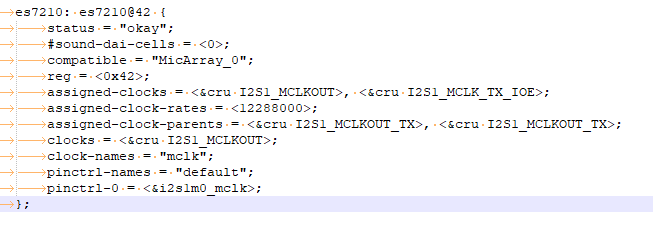 es7210: es7210@42 {
status = "okay";
#sound-dai-cells = <0>;
compatible = "MicArray_0";
reg = <0x42>;
assigned-clocks = <&cru I2S1_MCLKOUT>, <&cru I2S1_MCLK_TX_IOE>;
assigned-clock-rates = <12288000>;
assigned-clock-parents = <&cru I2S1_MCLKOUT_TX>, <&cru I2S1_MCLKOUT_TX>;
clocks = <&cru I2S1_MCLKOUT>;
clock-names = "mclk";
pinctrl-names = "default";
pinctrl-0 = <&i2s1m0_mclk>;
};